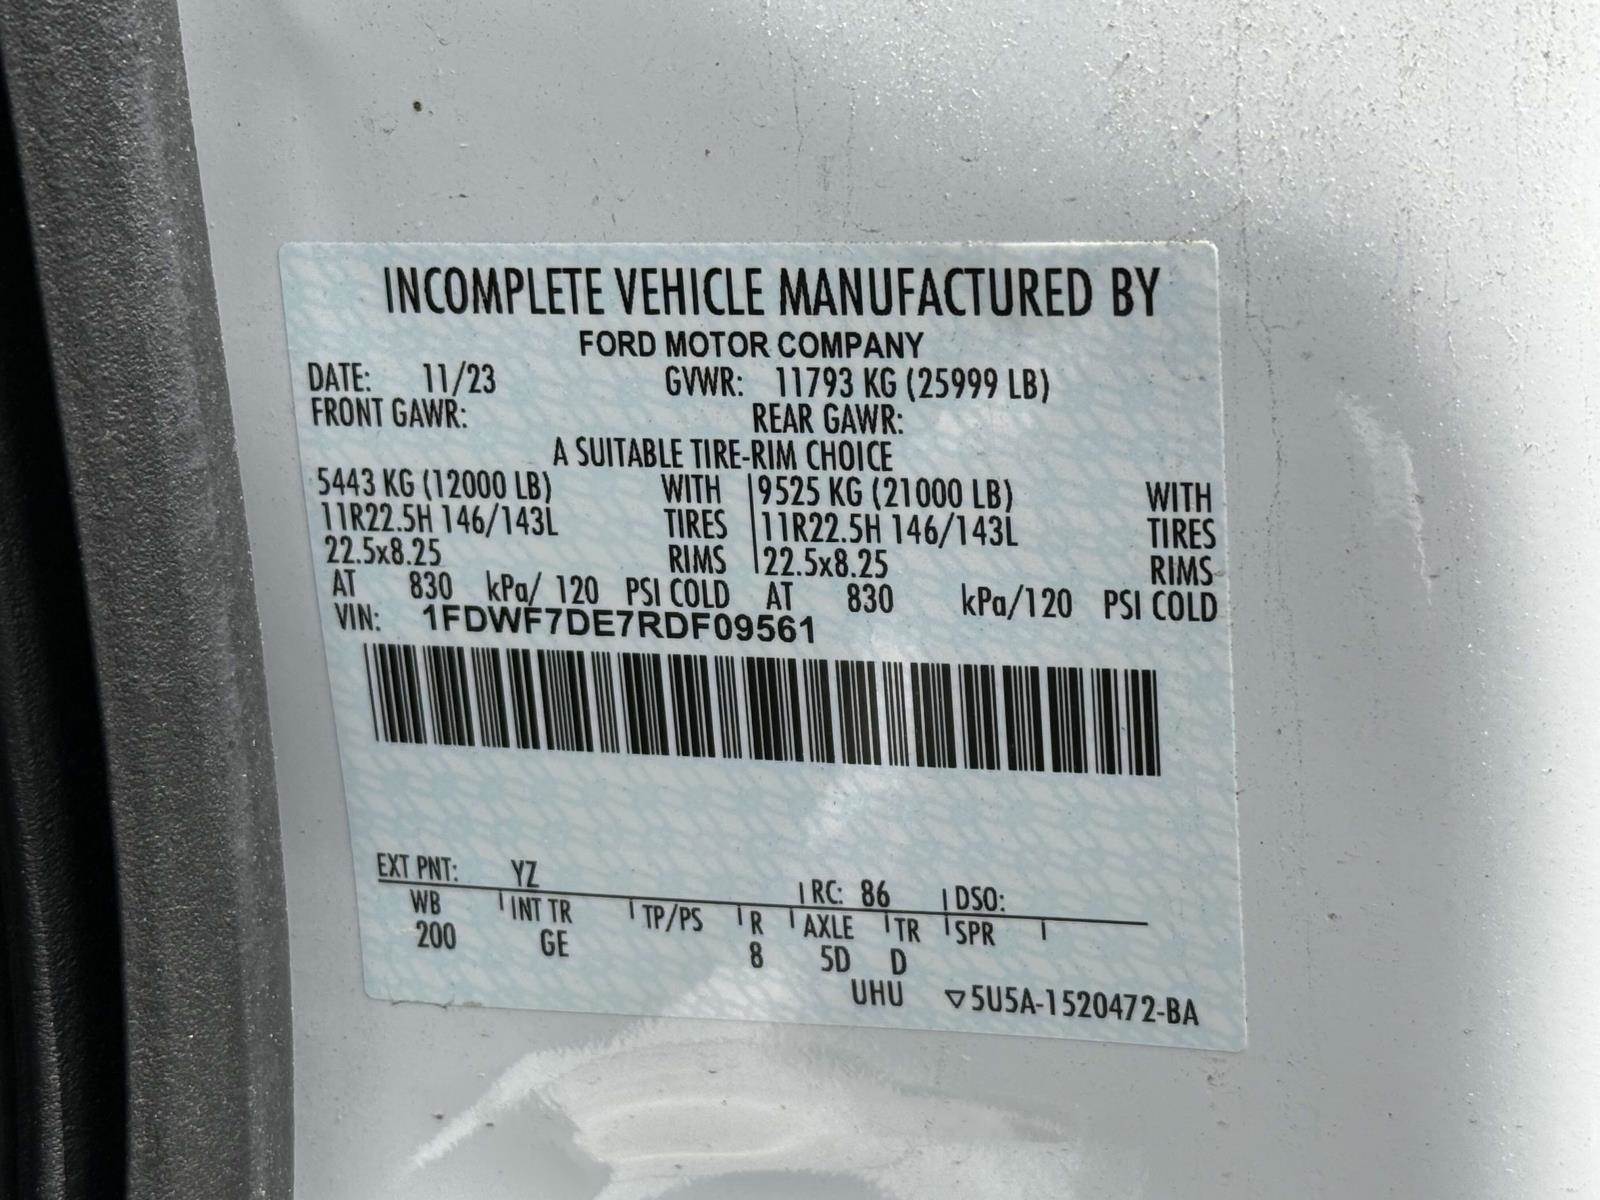 INCOMPLETE VEHICLE MANUFACTURED BY
FORD MOTOR COMPANY
DATE: 11/23 GVWR: 11793 KG (25999 LB)
FRONT GAWR: REAR GAWR:
A SUITABLE TIRE-RIM CHOICE
5443 KG (12000 LB) WITH 9525 KG (21000 LB) WITH
11R22.5H 146/143L TIRES 11R22.5H 146/143L TIRES
22.5x8.25 RIMS 22.5x8.25 RIMS
AT 830 kPa/ 120 PSI COLD AT 830 kPa/120 PSI COLD
VIN: 1FDWF7DE7RDF09561
EXT PNT: YZ RC: 86 DSO:
WB INT TR TP/PS R AXLE TR SPR
200 GE 8 5D D
UHU ▽5U5A-1520472-BA